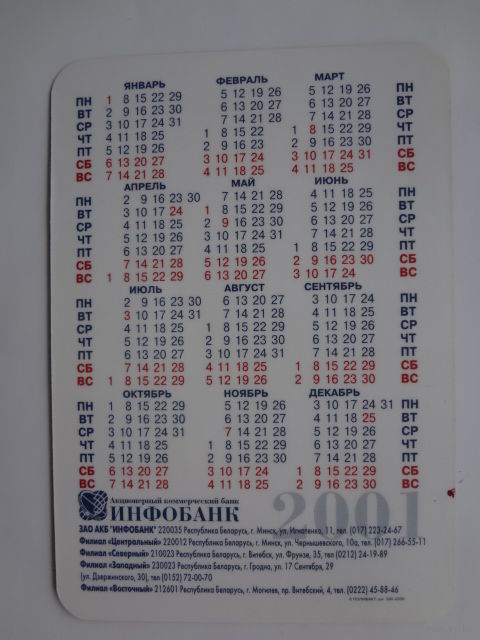 ЯНВАРЬ ФЕВРАЛЬ МАРТ
ПН 1 8 15 22 29 5 12 19 26 5 12 19 26 ПН
ВТ 2 9 16 23 30 6 13 20 27 6 13 20 27 ВТ
СР 3 10 17 24 31 7 14 21 28 7 14 21 28 СР
ЧТ 4 11 18 25 1 8 15 22 1 8 15 22 29 ЧТ
ПТ 5 12 19 26 2 9 16 23 2 9 16 23 30 ПТ
СБ 6 13 20 27 3 10 17 24 3 10 17 24 31 СБ
ВС 7 14 21 28 4 11 18 25 4 11 18 25 ВС
АПРЕЛЬ МАЙ ИЮНЬ
ПН 2 9 16 23 30 7 14 21 28 4 11 18 25 ПН
ВТ 3 10 17 24 1 8 15 22 29 5 12 19 26 ВТ
СР 4 11 18 25 2 9 16 23 30 6 13 20 27 СР
ЧТ 5 12 19 26 3 10 17 24 31 7 14 21 28 ЧТ
ПТ 6 13 20 27 4 11 18 25 1 8 15 22 29 ПТ
СБ 7 14 21 28 5 12 19 26 2 9 16 23 30 СБ
ВС 1 8 15 22 29 6 13 20 27 3 10 17 24 ВС
ИЮЛЬ АВГУСТ СЕНТЯБРЬ
ПН 2 9 16 23 30 6 13 20 27 3 10 17 24 ПН
ВТ 3 10 17 24 31 7 14 21 28 4 11 18 25 ВТ
СР 4 11 18 25 1 8 15 22 29 5 12 19 26 СР
ЧТ 5 12 19 26 2 9 16 23 30 6 13 20 27 ЧТ
ПТ 6 13 20 27 3 10 17 24 31 7 14 21 28 ПТ
СБ 7 14 21 28 4 11 18 25 1 8 15 22 29 СБ
ВС 1 8 15 22 29 5 12 19 26 2 9 16 23 30 ВС
ОКТЯБРЬ НОЯБРЬ ДЕКАБРЬ
ПН 1 8 15 22 29 5 12 19 26 3 10 17 24 31 ПН
ВТ 2 9 16 23 30 6 13 20 27 4 11 18 25 ВТ
СР 3 10 17 24 31 7 14 21 28 5 12 19 26 СР
ЧТ 4 11 18 25 1 8 15 22 29 6 13 20 27 ЧТ
ПТ 5 12 19 26 2 9 16 23 30 7 14 21 28 ПТ
СБ 6 13 20 27 3 10 17 24 1 8 15 22 29 СБ
ВС 7 14 21 28 4 11 18 25 2 9 16 23 30 ВС
Акционерный коммерческий банк
ИНФОБАНК 2001
ЗАО АКБ "ИНФОБАНК" 220035 Республика Беларусь, г. Минск, ул. Игнатенко, 11, тел. (017) 223-24-67
Филиал «Центральный» 220012 Республика Беларусь, г. Минск, ул. Чернышевского, 10а, тел. (017) 266-55-11
Филиал «Северный» 210023 Республика Беларусь, г. Витебск, ул. Фрунзе, 35, тел (0212) 24-19-89
Филиал «Западный» 230023 Республика Беларусь, г. Гродно, ул. 17 Сентября, 29
(ул. Дзержинского, 30), тел (0152) 72-00-70
Филиал «Восточный» 212601 Республика Беларусь, г. Могилев, пр. Витебский, 4, тел. (0222) 45-88-46